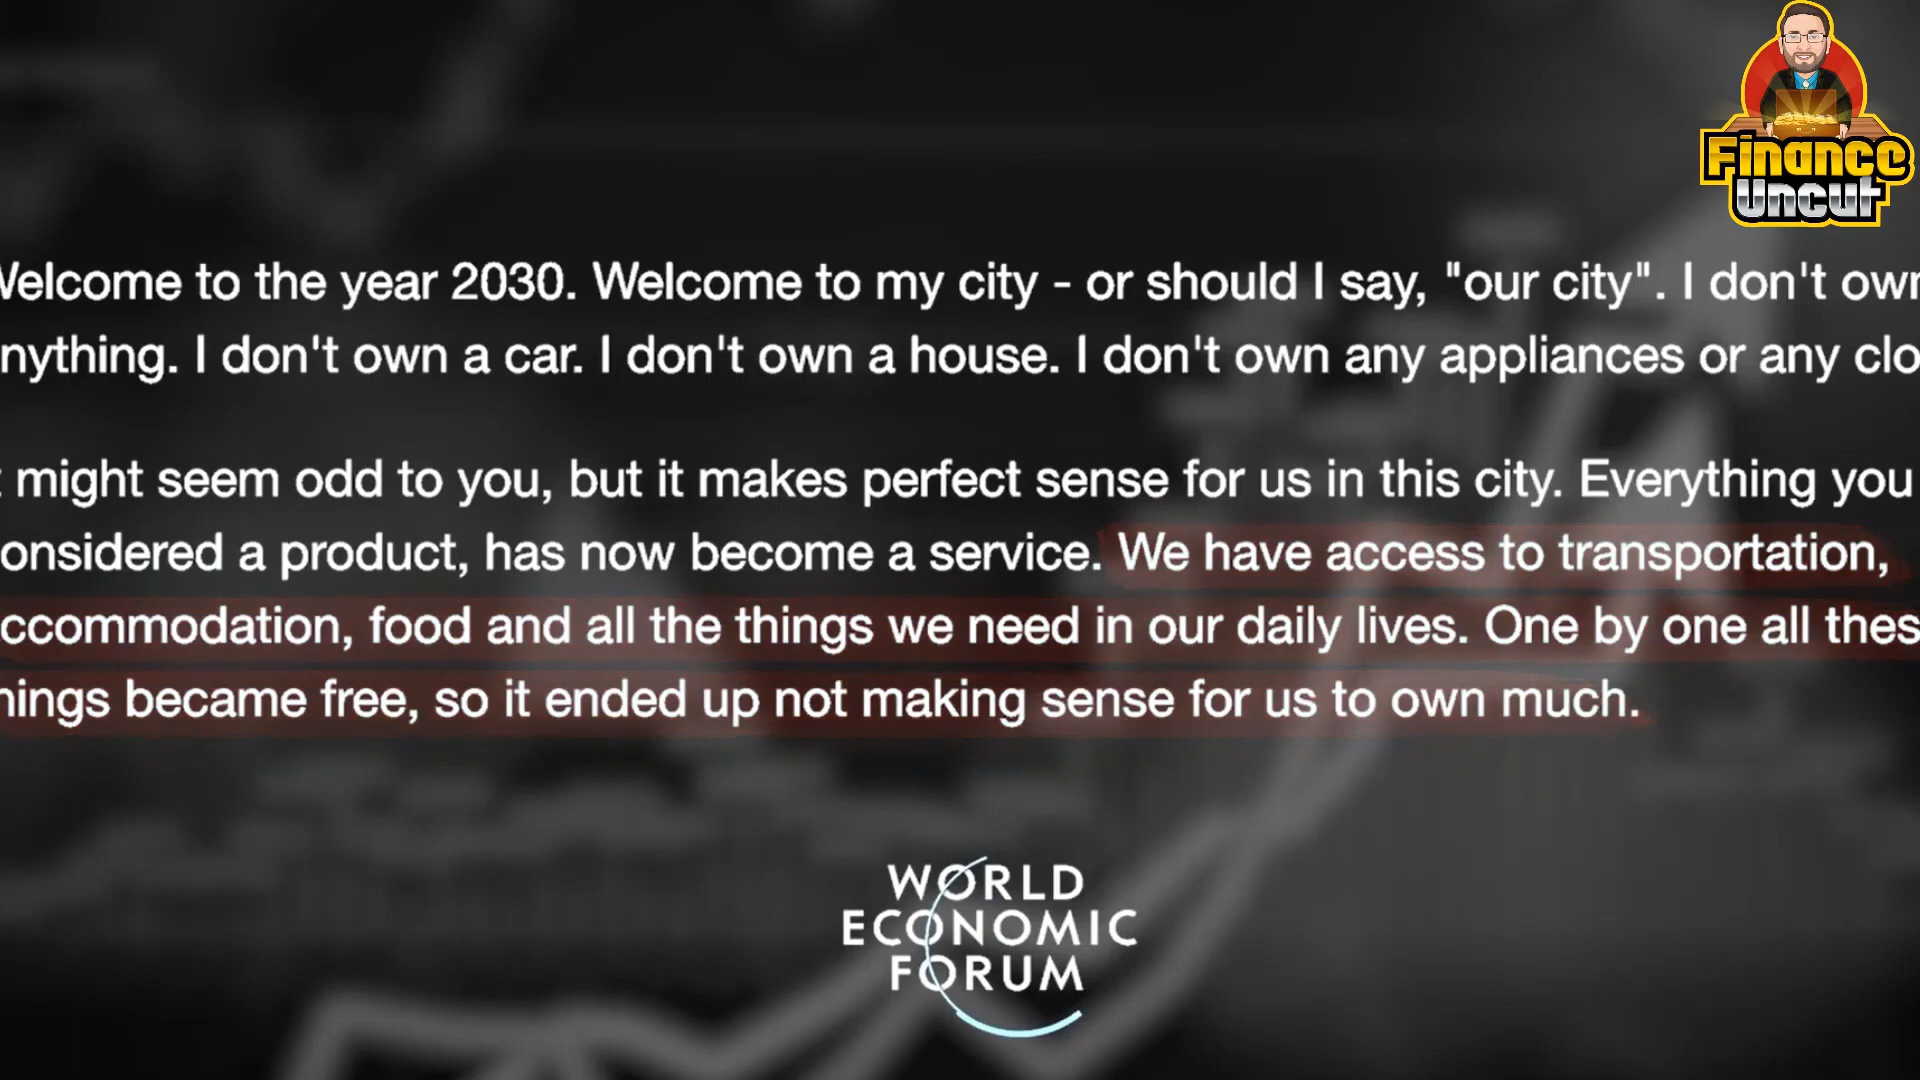 Finance
Uncut
Welcome to the year 2030. Welcome to my city - or should I say, "our city". I don't own
nything. I don't own a car. I don't own a house. I don't own any appliances or any clo
t might seem odd to you, but it makes perfect sense for us in this city. Everything you
onsidered a product, has now become a service. We have access to transportation,
ccommodation, food and all the things we need in our daily lives. One by one all thes
hings became free, so it ended up not making sense for us to own much.
WORLD
ECONOMIC
FORUM